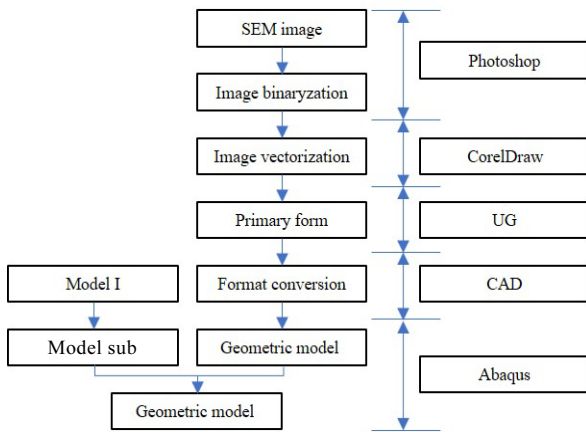 SEM image
Photoshop
Image binaryzation
Image vectorization
CorelDraw
Primary form
UG
Model I
Format conversion
CAD
Model sub
Geometric model
Abaqus
Geometric model